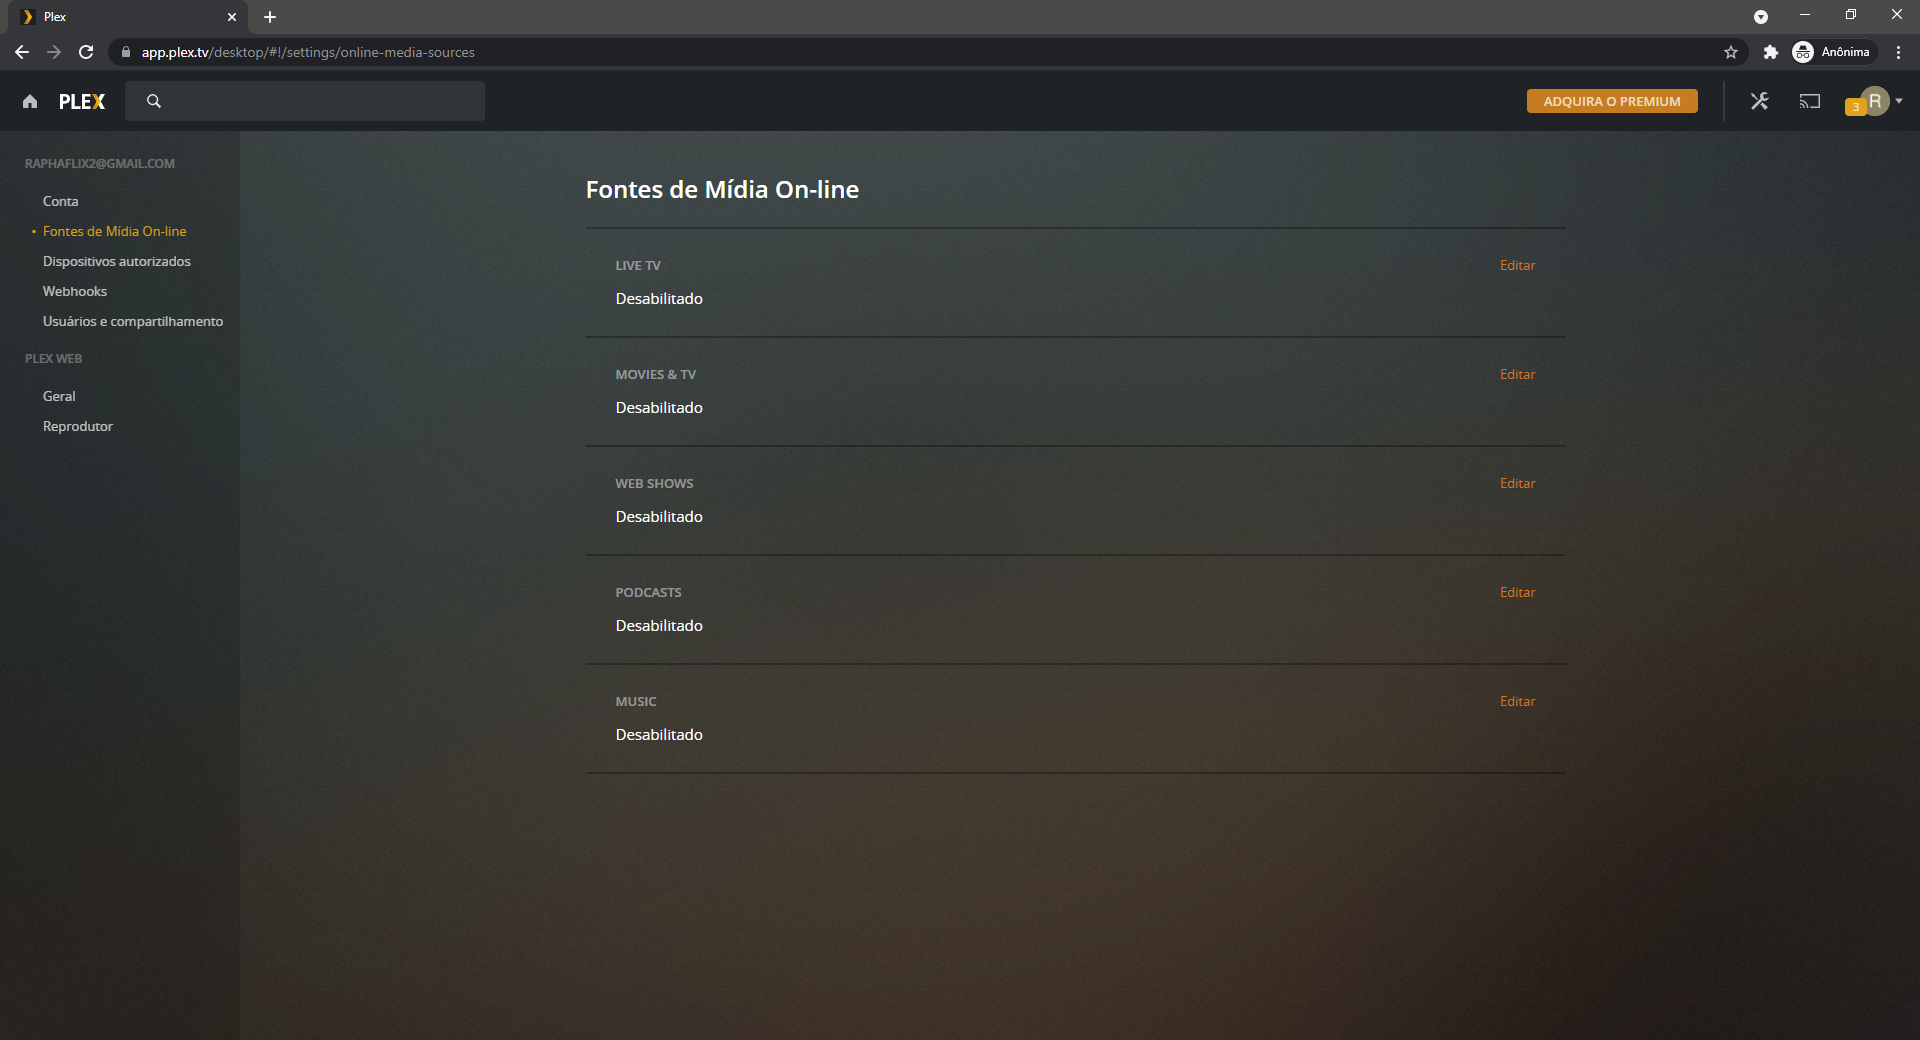 Plex
app.plex.tv/desktop/#!/settings/online-media-sources
Anônima
PLEX
ADQUIRA O PREMIUM
3
R
RAPHAFLIX2@GMAIL.COM
Conta
• Fontes de Mídia On-line
Dispositivos autorizados
Webhooks
Usuários e compartilhamento
PLEX WEB
Geral
Reprodutor
Fontes de Mídia On-line
LIVE TV
Editar
Desabilitado
MOVIES & TV
Editar
Desabilitado
WEB SHOWS
Editar
Desabilitado
PODCASTS
Editar
Desabilitado
MUSIC
Editar
Desabilitado